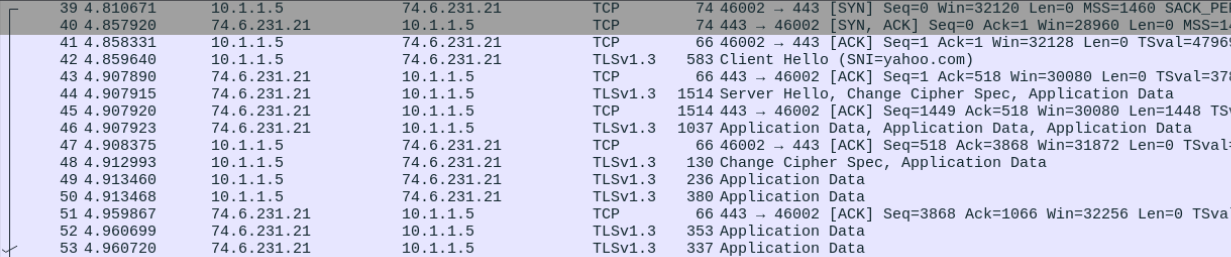 39 4.810671 10.1.1.5 74.6.231.21 TCP 74 46002 → 443 [SYN] Seq=0 Win=32120 Len=0 MSS=1460 SACK_PE
40 4.857920 10.1.1.5 74.6.231.21 TCP 74 46002 → 443 [SYN, ACK] Seq=0 Ack=1 Win=28960 Len=0 MSS=14
41 4.858331 10.1.1.5 74.6.231.21 TCP 66 46002 → 443 [ACK] Seq=1 Ack=1 Win=32128 Len=0 TSval=4796
42 4.859640 10.1.1.5 74.6.231.21 TLSv1.3 583 Client Hello (SNI=yahoo.com)
43 4.907890 74.6.231.21 10.1.1.5 TCP 66 443 → 46002 [ACK] Seq=1 Ack=518 Win=30080 Len=0 TSval=378
44 4.907915 74.6.231.21 10.1.1.5 TLSv1.3 1514 Server Hello, Change Cipher Spec, Application Data
45 4.907920 74.6.231.21 10.1.1.5 TCP 1514 443 → 46002 [ACK] Seq=1449 Ack=518 Win=30080 Len=1448 TSv
46 4.907923 74.6.231.21 10.1.1.5 TLSv1.3 1037 Application Data, Application Data, Application Data
47 4.908375 10.1.1.5 74.6.231.21 TCP 66 46002 → 443 [ACK] Seq=518 Ack=3868 Win=31872 Len=0 TSval=
48 4.912993 10.1.1.5 74.6.231.21 TLSv1.3 130 Change Cipher Spec, Application Data
49 4.913460 10.1.1.5 74.6.231.21 TLSv1.3 236 Application Data
50 4.913468 10.1.1.5 74.6.231.21 TLSv1.3 380 Application Data
51 4.959867 74.6.231.21 10.1.1.5 TCP 66 443 → 46002 [ACK] Seq=3868 Ack=1066 Win=32256 Len=0 TSva
52 4.960699 74.6.231.21 10.1.1.5 TLSv1.3 353 Application Data
53 4.960720 74.6.231.21 10.1.1.5 TLSv1.3 337 Application Data